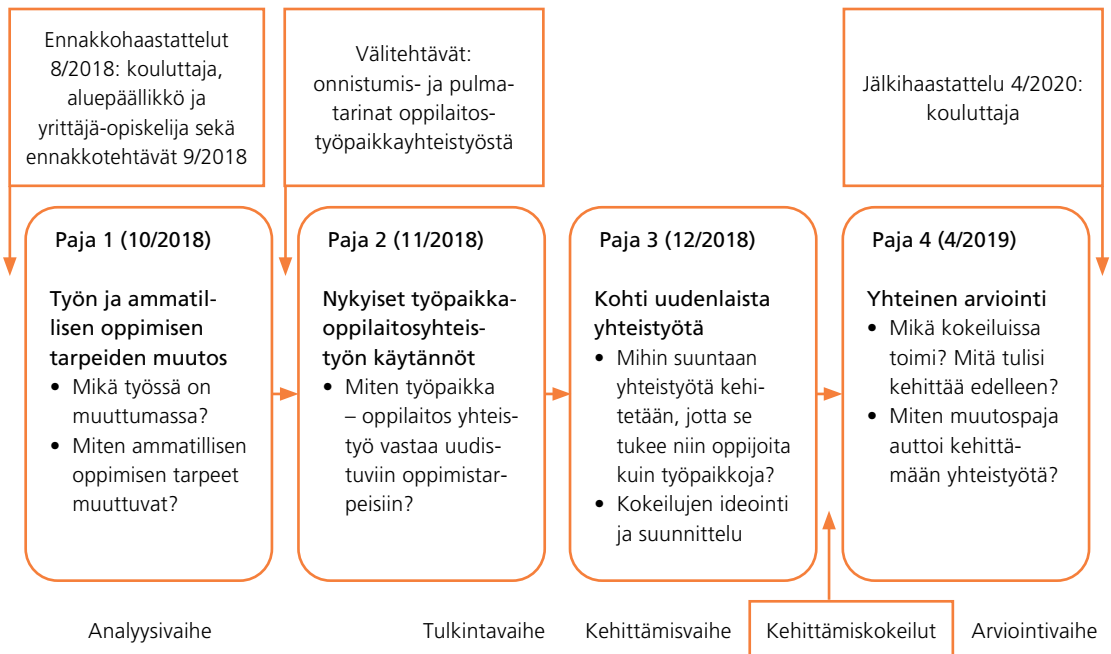 Ennakkohaastattelut
8/2018: kouluttaja,
aluepäällikkö ja
yrittäjä-opiskelija sekä
ennakkotehtävät 9/2018
Välitehtävät:
onnistumis- ja pulma-
tarinat oppilaitos-
työpaikkayhteistyöstä
Jälkihaastattelu 4/2020:
kouluttaja
Paja 1 (10/2018)
Työn ja ammatil-
lisen oppimisen
tarpeiden muutos
• Mikä työssä on
muuttumassa?
• Miten ammatillisen
oppimisen tarpeet
muuttuvat?
Paja 2 (11/2018)
Nykyiset työpaikka-
oppilaitosyhteis-
työn käytännöt
• Miten työpaikka
– oppilaitos yhteis-
työ vastaa uudis-
tuviin oppimistar-
peisiin?
Paja 3 (12/2018)
Kohti uudenlaista
yhteistyötä
• Mihin suuntaan
yhteistyötä kehi-
tetään, jotta se
tukee niin oppijoita
kuin työpaikkoja?
• Kokeilujen ideointi
ja suunnittelu
Paja 4 (4/2019)
Yhteinen arviointi
• Mikä kokeiluissa
toimi? Mitä tulisi
kehittää edelleen?
• Miten muutospaja
auttoi kehittä-
mään yhteistyötä?
Analyysivaihe
Tulkintavaihe
Kehittämisvaihe
Kehittämiskokeilut
Arviointivaihe